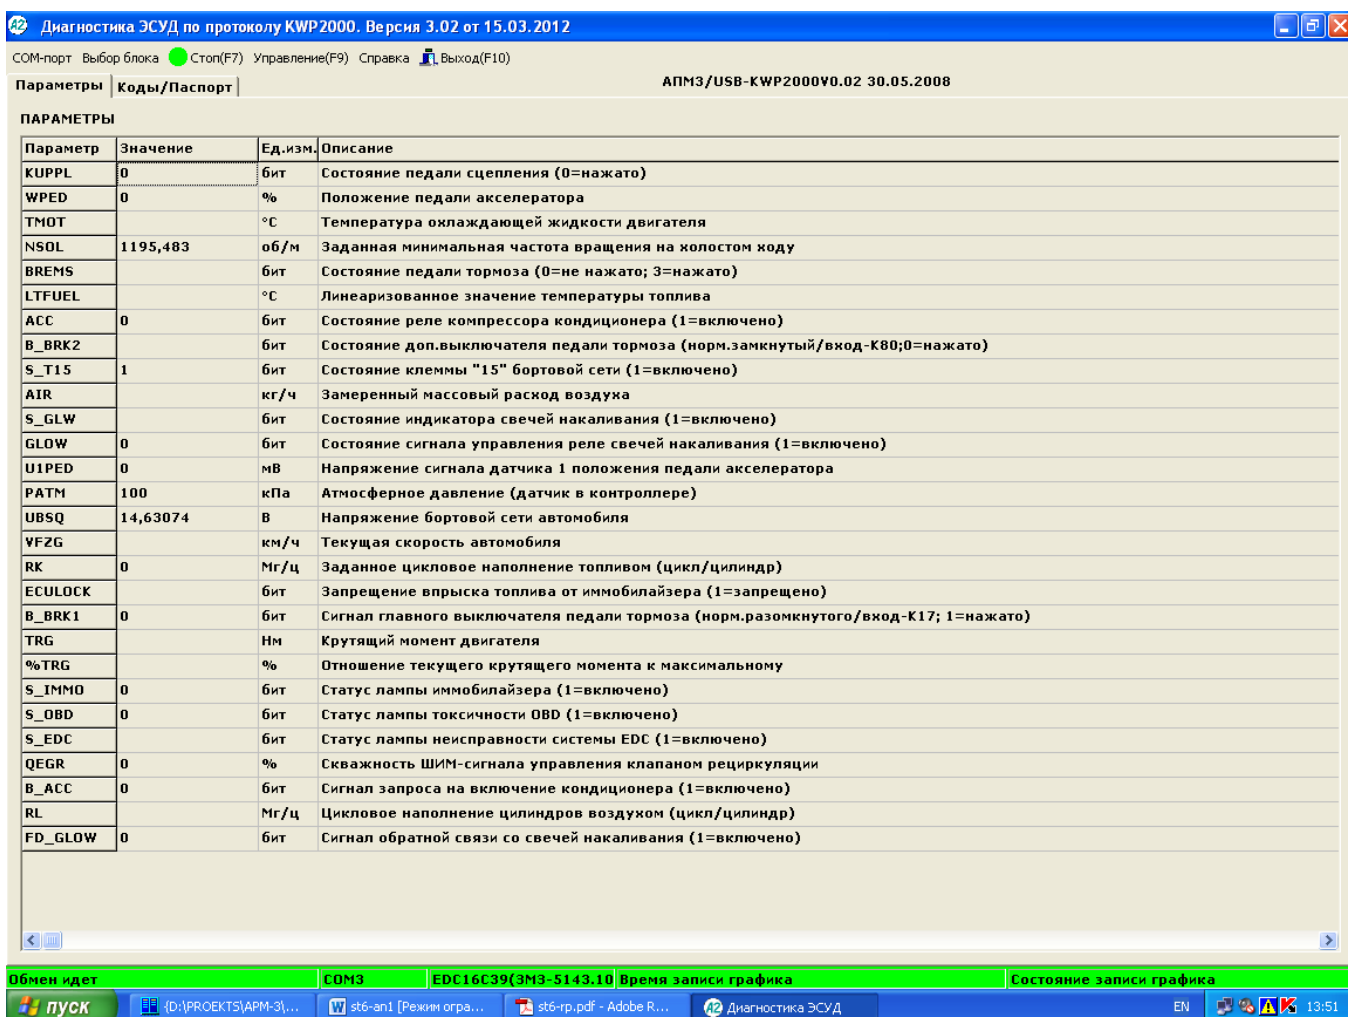 Диагностика ЭСУД по протоколу KWP2000. Версия 3.02 от 15.03.2012
COM-порт Выбор блока Стоп(F7) Управление(F9) Справка Выход(F10)
Параметры Коды/Паспорт АПМ3/USB-KWP2000V0.02 30.05.2008
ПАРАМЕТРЫ
Параметр Значение Ед.изм. Описание
KUPPL 0 бит Состояние педали сцепления (0=нажато)
WPED 0 % Положение педали акселератора
TMOT °C Температура охлаждающей жидкости двигателя
NSOL 1195,483 об/м Заданная минимальная частота вращения на холостом ходу
BREMS бит Состояние педали тормоза (0=не нажато; 3=нажато)
LTFUEL °C Линеаризованное значение температуры топлива
ACC 0 бит Состояние реле компрессора кондиционера (1=включено)
B_BRK2 бит Состояние доп.выключателя педали тормоза (норм.замкнутый/вход-К80;0=нажато)
S_T15 1 бит Состояние клеммы "15" бортовой сети (1=включено)
AIR кг/ч Замеренный массовый расход воздуха
S_GLW бит Состояние индикатора свечей накаливания (1=включено)
GLOW 0 бит Состояние сигнала управления реле свечей накаливания (1=включено)
U1PED 0 мВ Напряжение сигнала датчика 1 положения педали акселератора
PATM 100 кПа Атмосферное давление (датчик в контроллере)
UBSQ 14,63074 В Напряжение бортовой сети автомобиля
VFZG км/ч Текущая скорость автомобиля
RK 0 Мг/ц Заданное цикловое наполнение топливом (цикл/цилиндр)
ECULOCK бит Запрещение впрыска топлива от иммобилайзера (1=запрещено)
B_BRK1 0 бит Сигнал главного выключателя педали тормоза (норм.разомкнутого/вход-К17; 1=нажато)
TRG Нм Крутящий момент двигателя
%TRG % Отношение текущего крутящего момента к максимальному
S_IMMO 0 бит Статус лампы иммобилайзера (1=включено)
S_OBD 0 бит Статус лампы токсичности OBD (1=включено)
S_EDC бит Статус лампы неисправности системы EDC (1=включено)
QEGR 0 % Скважность ШИМ-сигнала управления клапаном рециркуляции
B_ACC 0 бит Сигнал запроса на включение кондиционера (1=включено)
RL Мг/ц Цикловое наполнение цилиндров воздухом (цикл/цилиндр)
FD_GLOW 0 бит Сигнал обратной связи со свечей накаливания (1=включено)
Обмен идет COM3 EDC16C39(ЗМЗ-5143.10 Время записи графика Состояние записи графика
пуск {D:\PROEKTS\APM-3\... st6-an1 [Режим огра... st6-rp.pdf - Adobe R... Диагностика ЭСУД EN 13:51